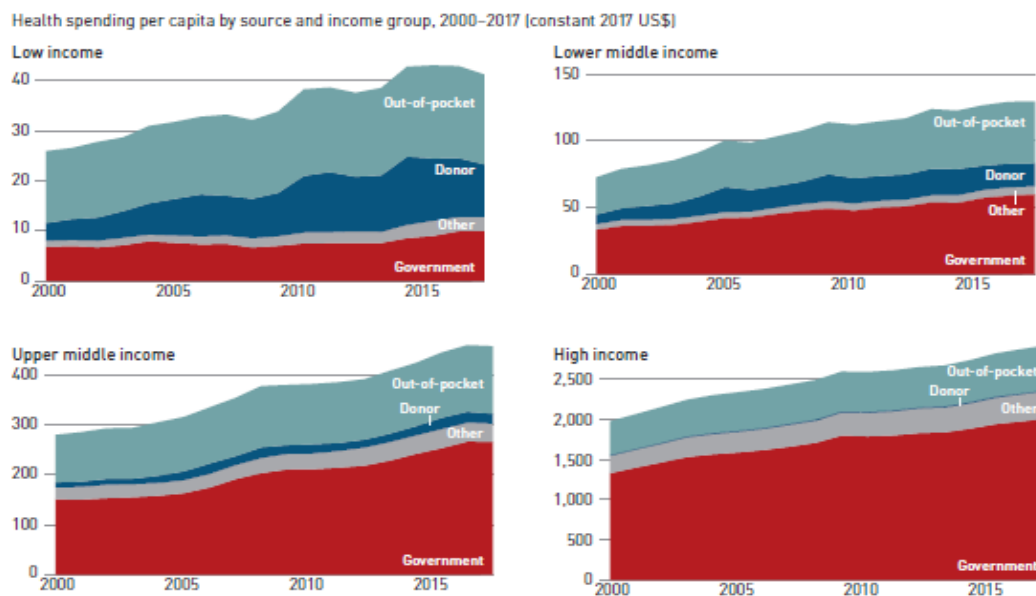 Health spending per capita by source and income group, 2000–2017 (constant 2017 US$)
Low income
40
30
20
10
0
2000
2005
2010
2015
Out-of-pocket
Donor
Other
Government
Lower middle income
150
100
50
0
2000
2005
2010
2015
Out-of-pocket
Donor
Other
Government
Upper middle income
400
300
200
100
0
2000
2005
2010
2015
Out-of-pocket
Donor
Other
Government
High income
2,500
2,000
1,500
1,000
500
0
2000
2005
2010
2015
Out-of-pocket
Donor
Other
Government